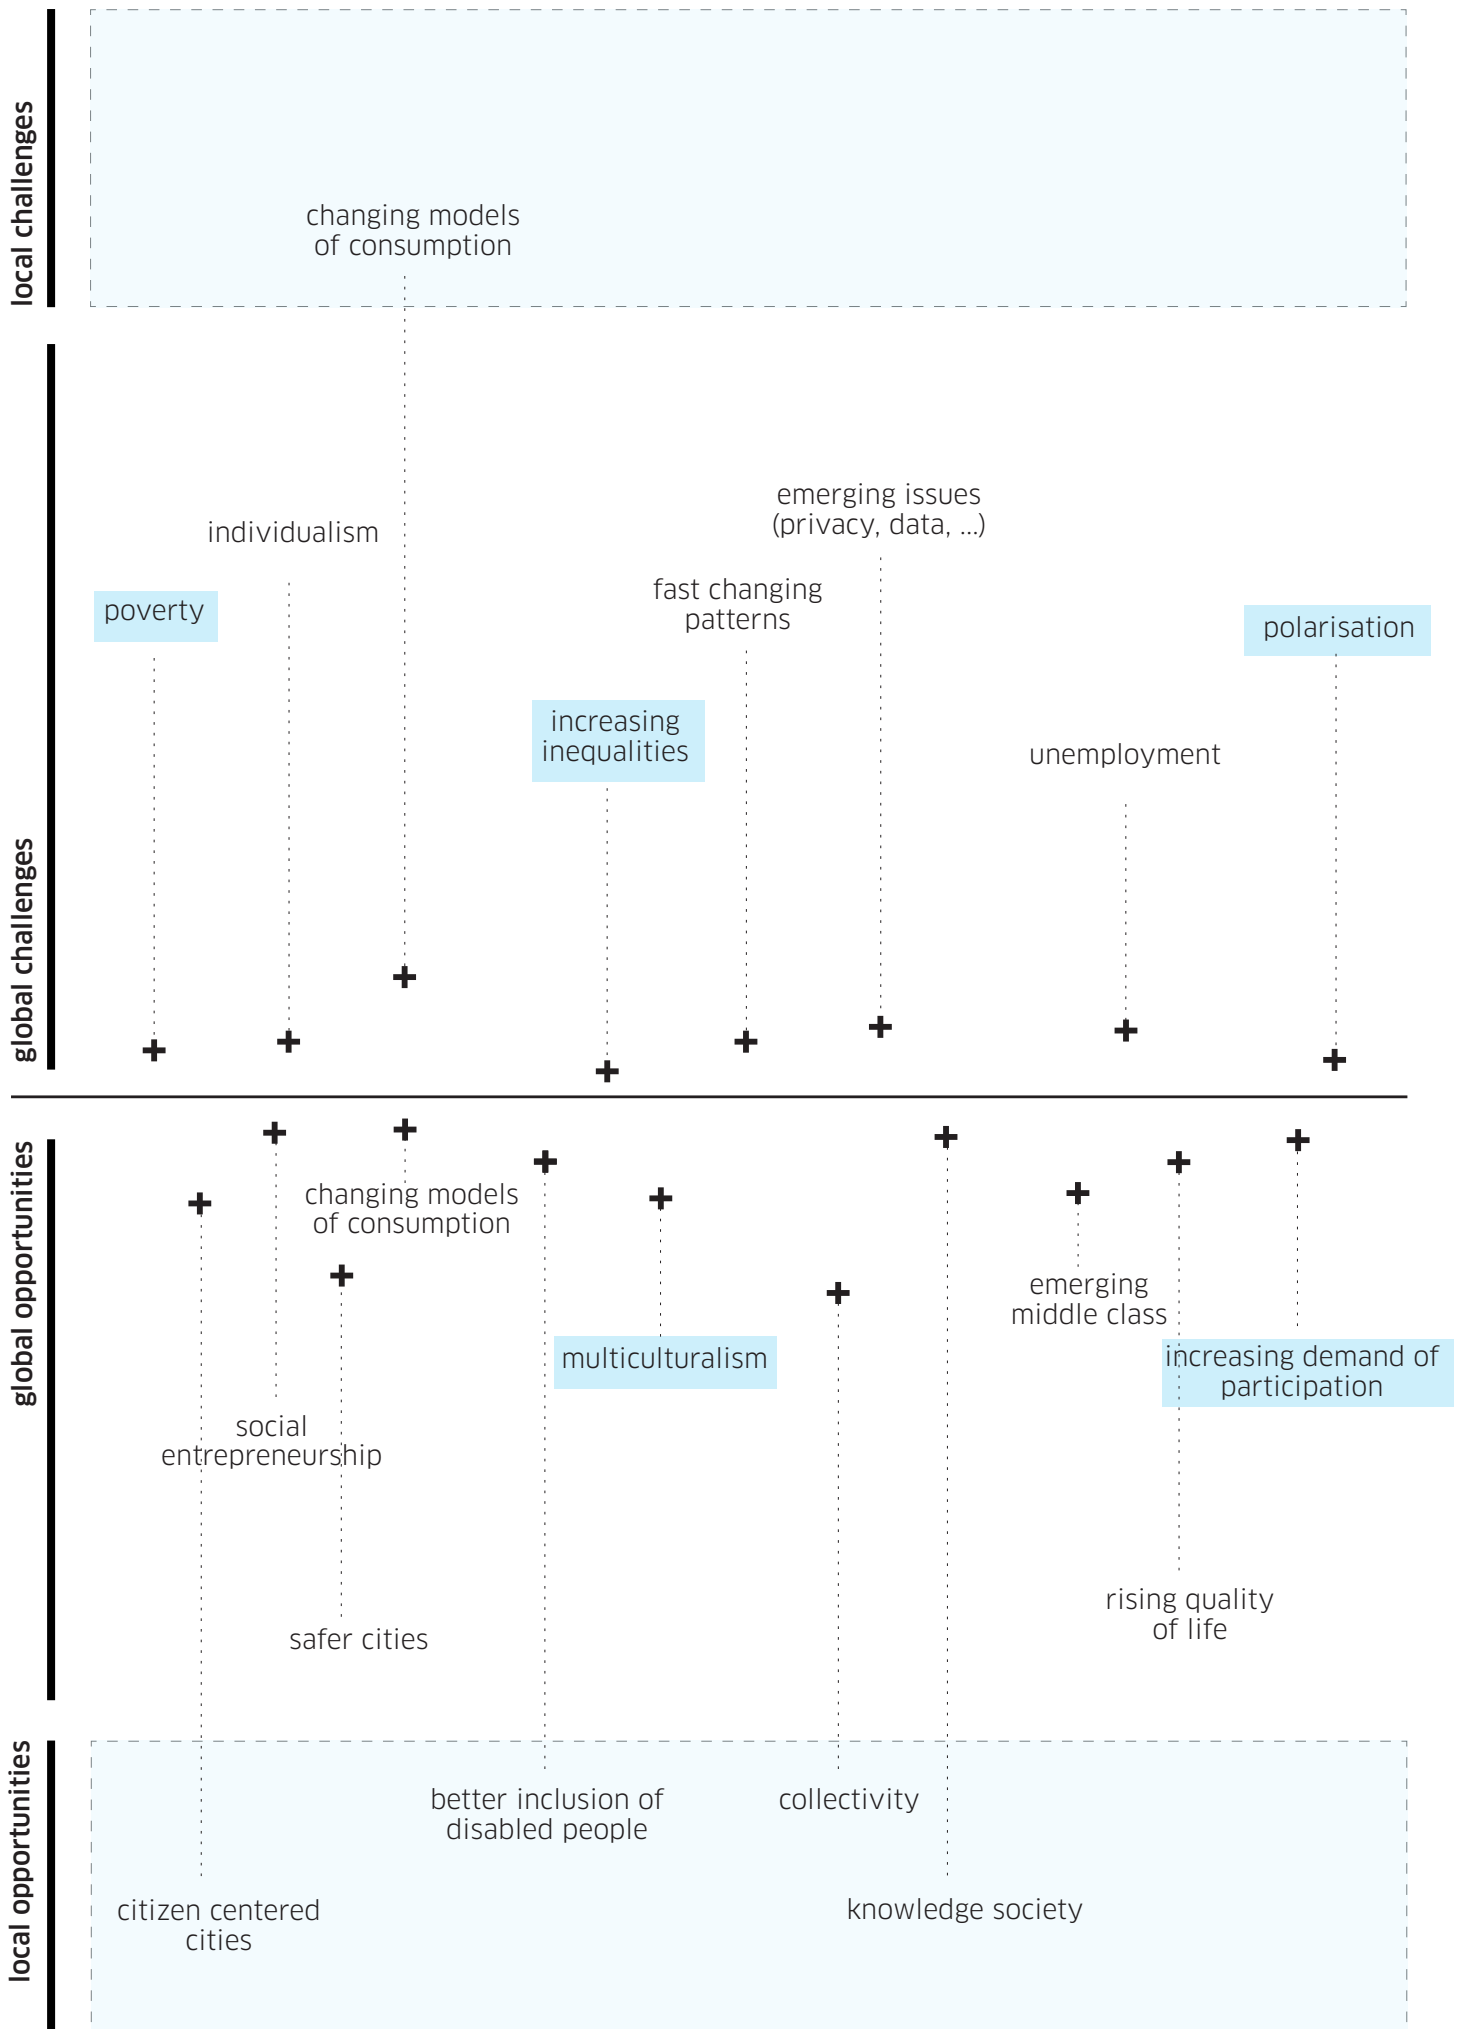 local challenges
changing models
of consumption
global challenges
emerging issues
(privacy, data, ...)
individualism
fast changing
patterns
poverty
polarisation
increasing
inequalities
unemployment
global opportunities
changing models
of consumption
emerging
middle class
multiculturalism
increasing demand of
participation
social
entrepreneurship
rising quality
of life
safer cities
local opportunities
better inclusion of
disabled people
collectivity
citizen centered
cities
knowledge society